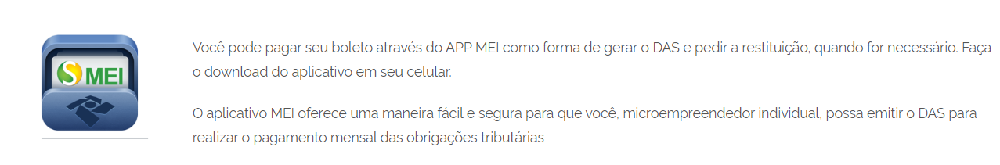 MEI
Você pode pagar seu boleto através do APP MEI como forma de gerar o DAS e pedir a restituição, quando for necessário. Faça
o download do aplicativo em seu celular.
O aplicativo MEI oferece uma maneira fácil e segura para que você, microempreendedor individual, possa emitir o DAS para
realizar o pagamento mensal das obrigações tributárias